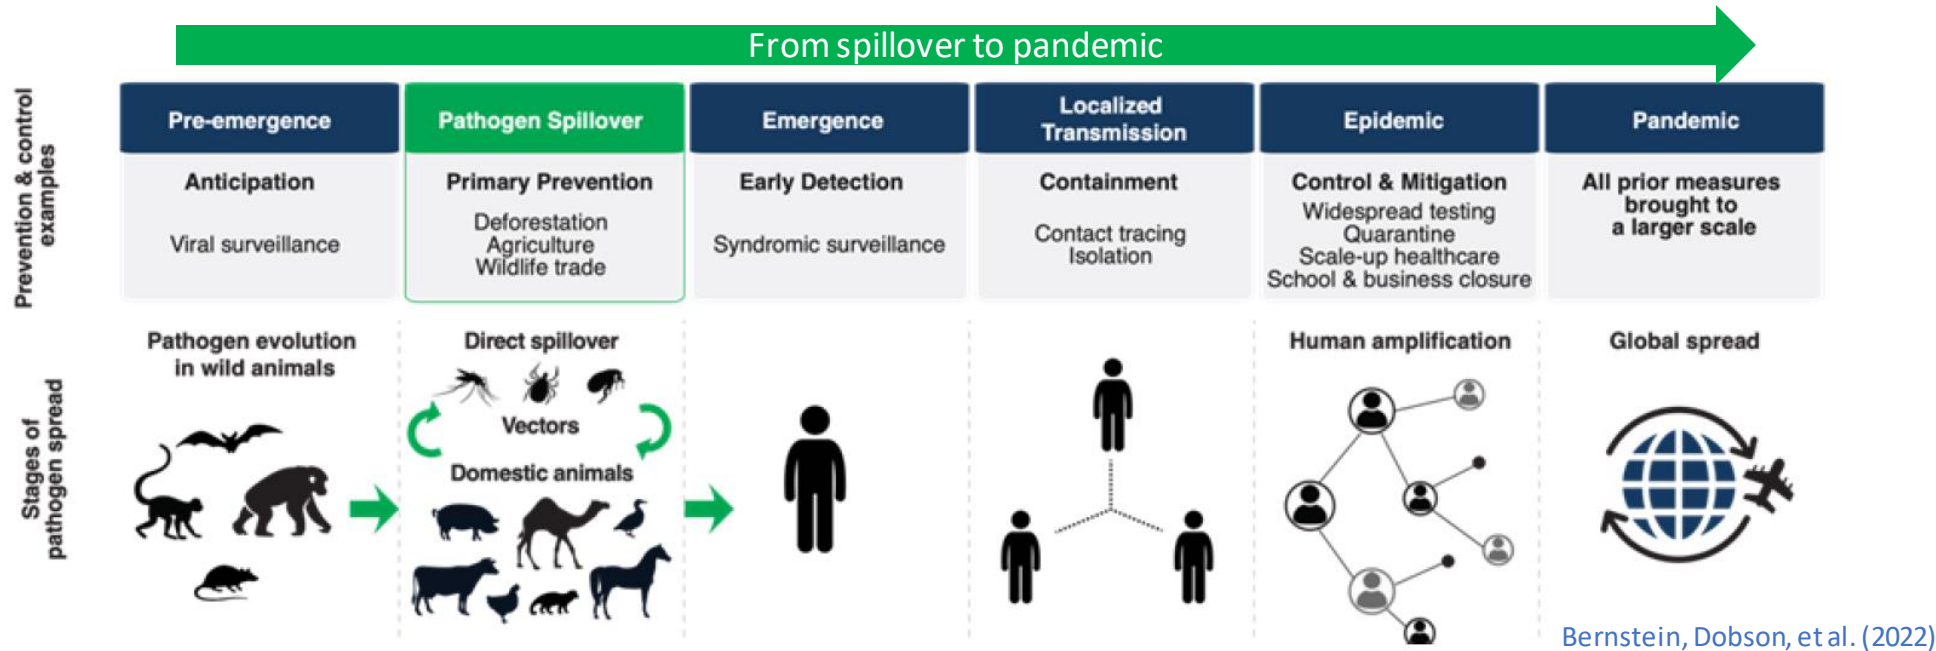 From spillover to pandemic
Prevention & control
examples
Pre-emergence
Anticipation
Viral surveillance
Pathogen Spillover
Primary Prevention
Deforestation
Agriculture
Wildlife trade
Emergence
Early Detection
Syndromic surveillance
Localized
Transmission
Containment
Contact tracing
Isolation
Epidemic
Control & Mitigation
Widespread testing
Quarantine
Scale-up healthcare
School & business closure
Pandemic
All prior measures
brought to
a larger scale
Stages of
pathogen spread
Pathogen evolution
in wild animals
Direct spillover
Vectors
Domestic animals
Human amplification
Global spread
Bernstein, Dobson, et al. (2022)